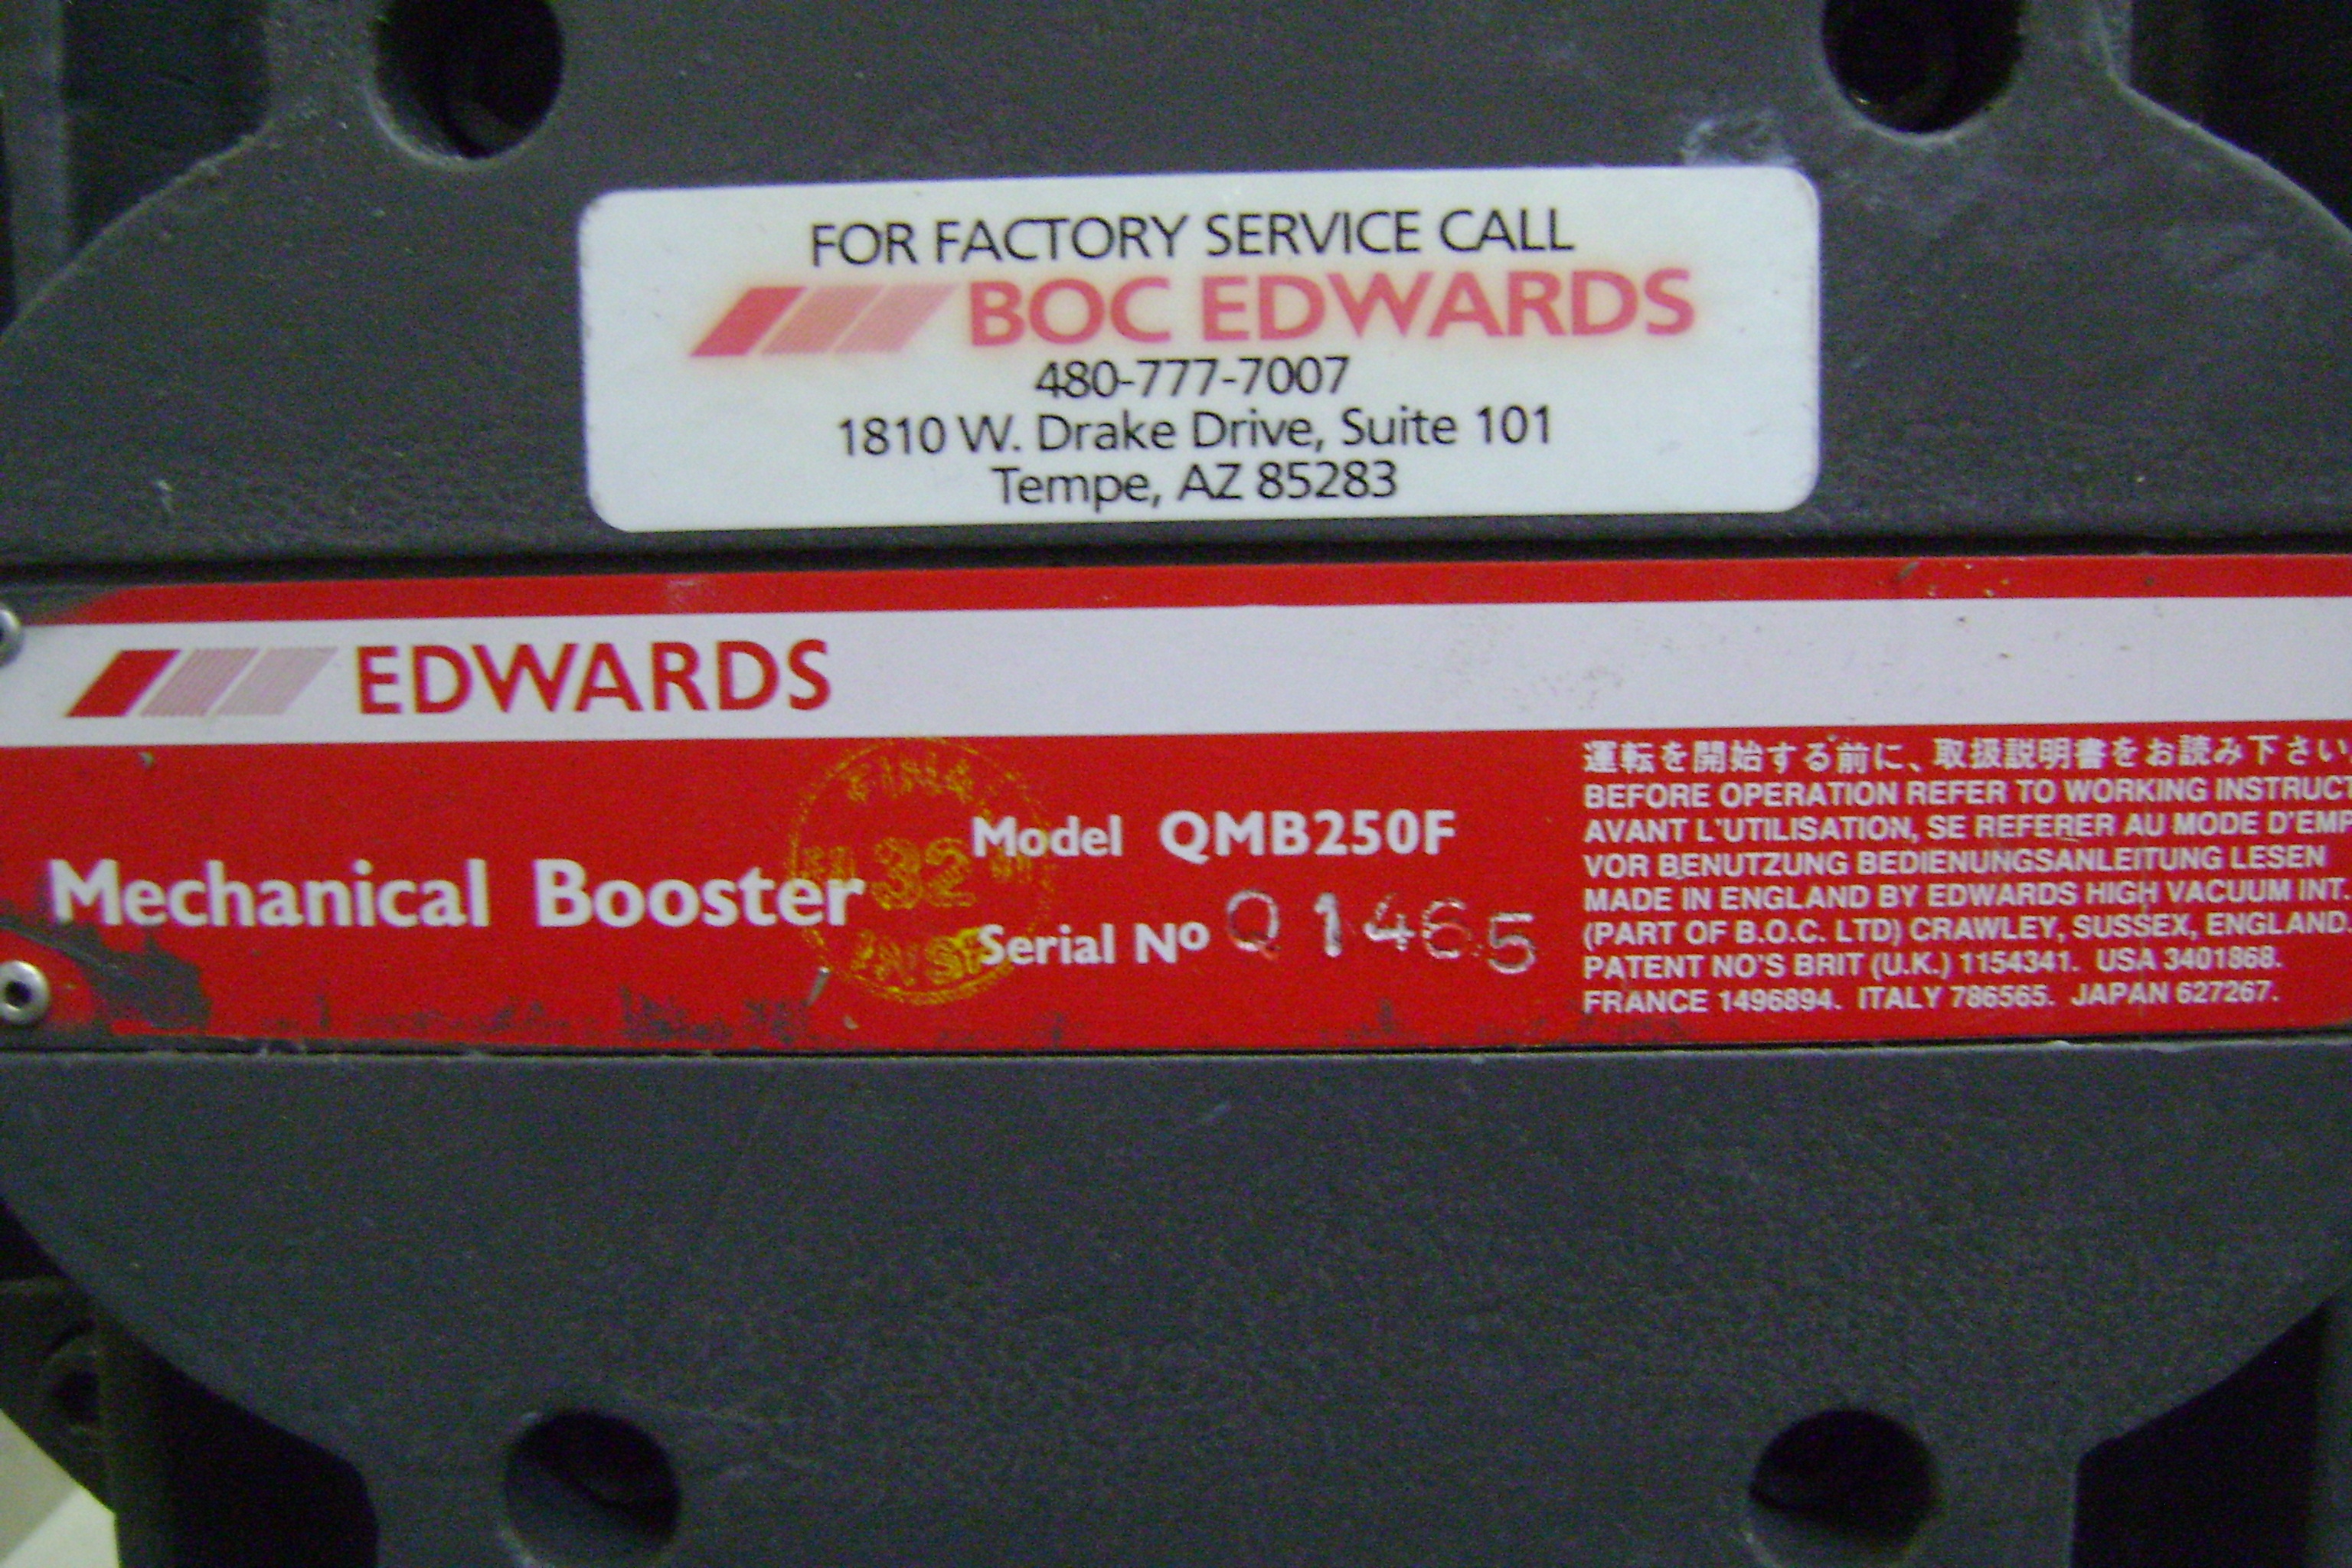 FOR FACTORY SERVICE CALL
BOC EDWARDS
480-777-7007
1810 W. Drake Drive, Suite 101
Tempe, AZ 85283
EDWARDS
Mechanical Booster
FINA
32
INSP
Model QMB250F
Serial Nº Q 1465
運転を開始する前に、取扱説明書をお読み下さい
BEFORE OPERATION REFER TO WORKING INSTRUCT
AVANT L'UTILISATION, SE REFERER AU MODE D'EMP
VOR BENUTZUNG BEDIENUNGSANLEITUNG LESEN
MADE IN ENGLAND BY EDWARDS HIGH VACUUM INT.
(PART OF B.O.C. LTD) CRAWLEY, SUSSEX, ENGLAND.
PATENT NO'S BRIT (U.K.) 1154341. USA 3401868.
FRANCE 1496894. ITALY 786565. JAPAN 627267.